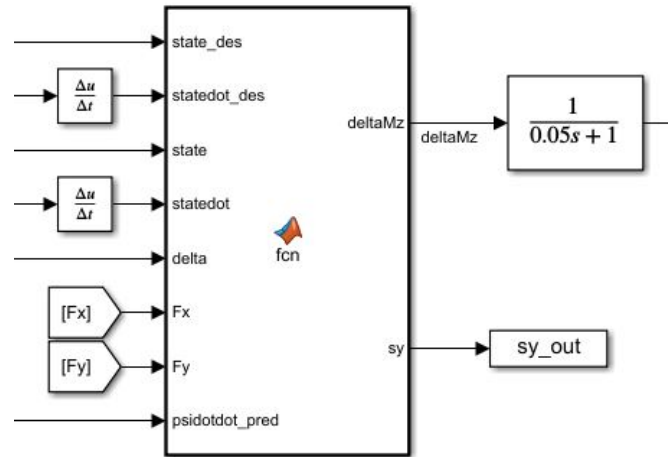 state_des
Δu
Δt
statedot_des
state
Δu
Δt
statedot
delta
[Fx]
Fx
[Fy]
Fy
psidotdot_pred
fcn
deltaMz
deltaMz
1
0.05s + 1
sy
sy_out